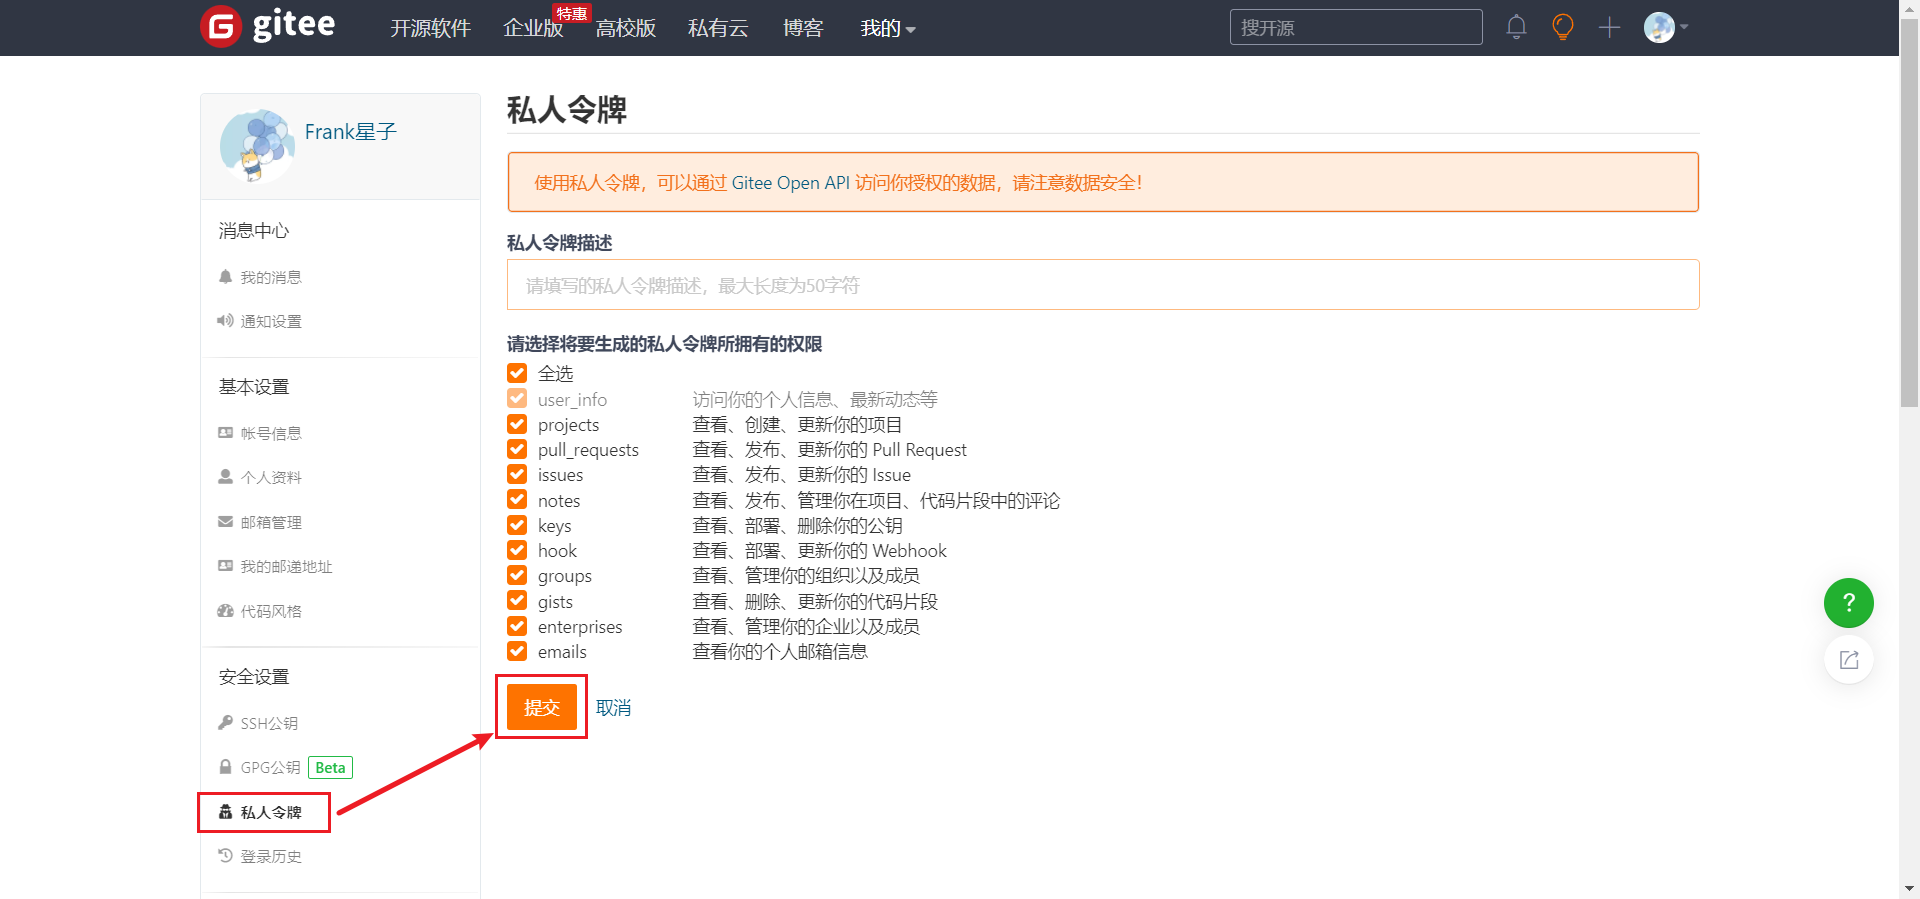 gitee
开源软件
企业版
特惠
高校版
私有云
博客
我的
搜开源
Frank星子
消息中心
我的消息
通知设置
基本设置
帐号信息
个人资料
邮箱管理
我的邮递地址
代码风格
安全设置
SSH公钥
GPG公钥 Beta
私人令牌
登录历史
私人令牌
使用私人令牌，可以通过 Gitee Open API 访问你授权的数据，请注意数据安全！
私人令牌描述
请填写的私人令牌描述，最大长度为50字符
请选择将要生成的私人令牌所拥有的权限
全选
user_info 访问你的个人信息、最新动态等
projects 查看、创建、更新你的项目
pull_requests 查看、发布、更新你的 Pull Request
issues 查看、发布、更新你的 Issue
notes 查看、发布、管理你在项目、代码片段中的评论
keys 查看、部署、删除你的公钥
hook 查看、部署、更新你的 Webhook
groups 查看、管理你的组织以及成员
gists 查看、删除、更新你的代码片段
enterprises 查看、管理你的企业以及成员
emails 查看你的个人邮箱信息
提交 取消
?